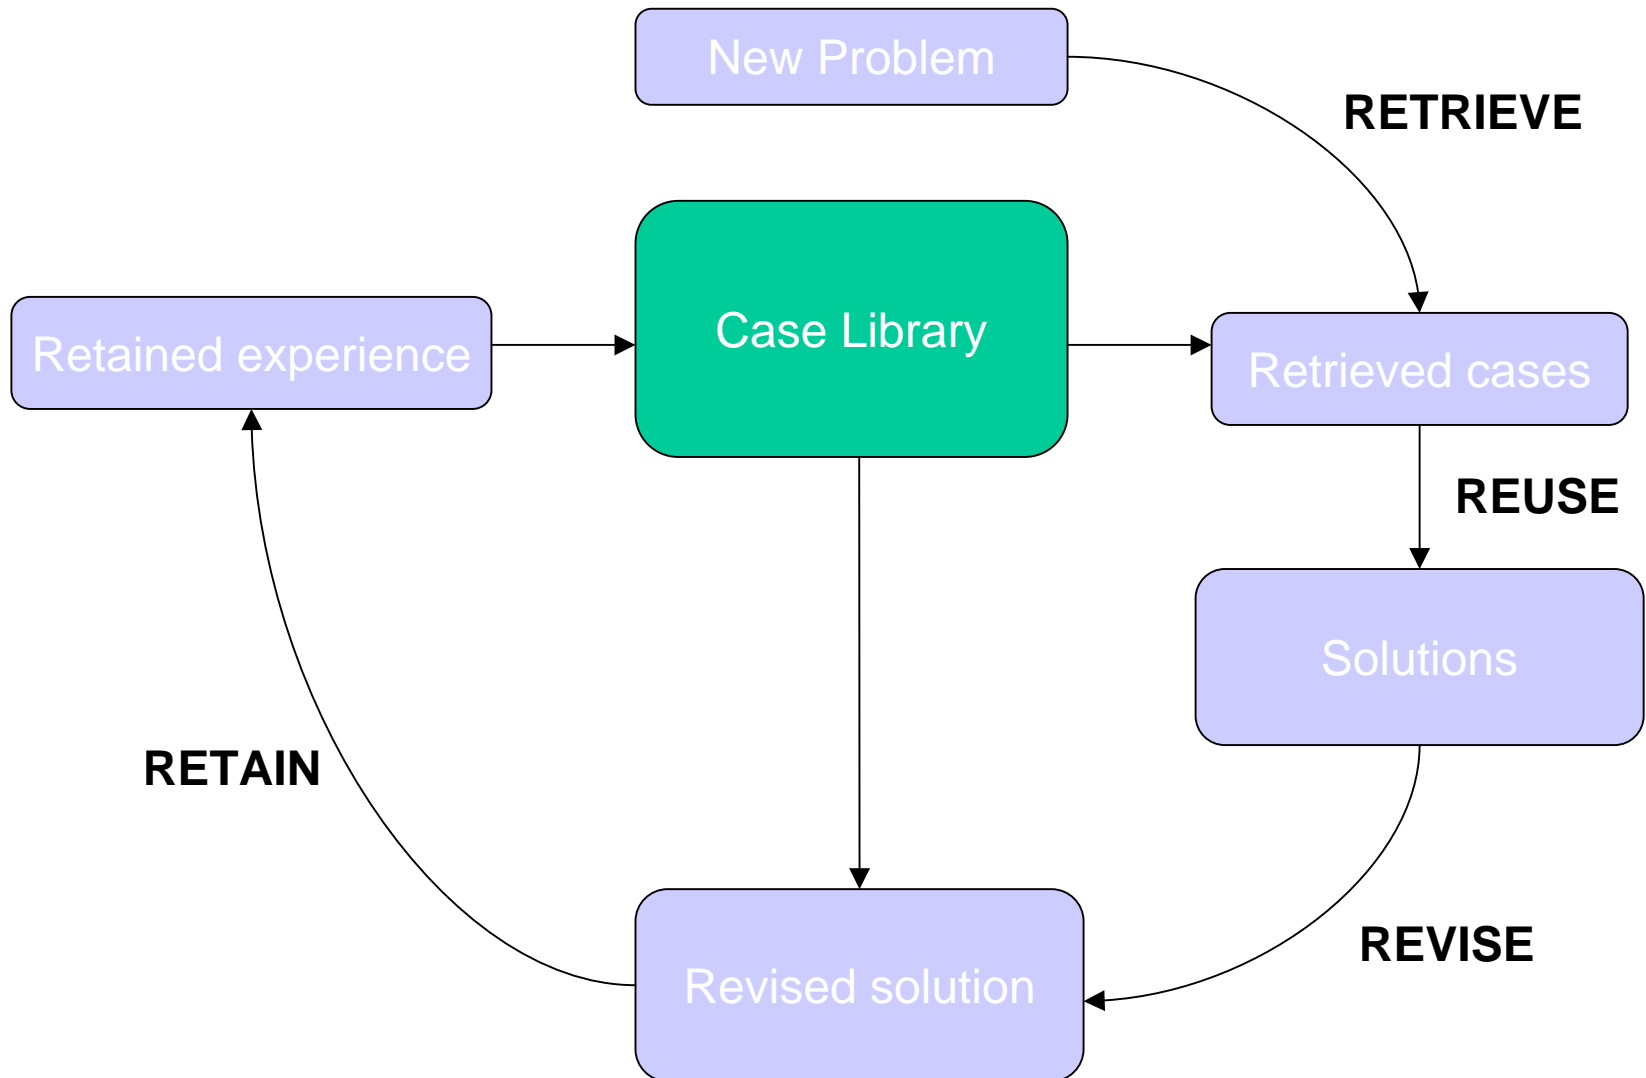 New Problem
RETRIEVE
Case Library
Retained experience
Retrieved cases
REUSE
Solutions
RETAIN
REVISE
Revised solution